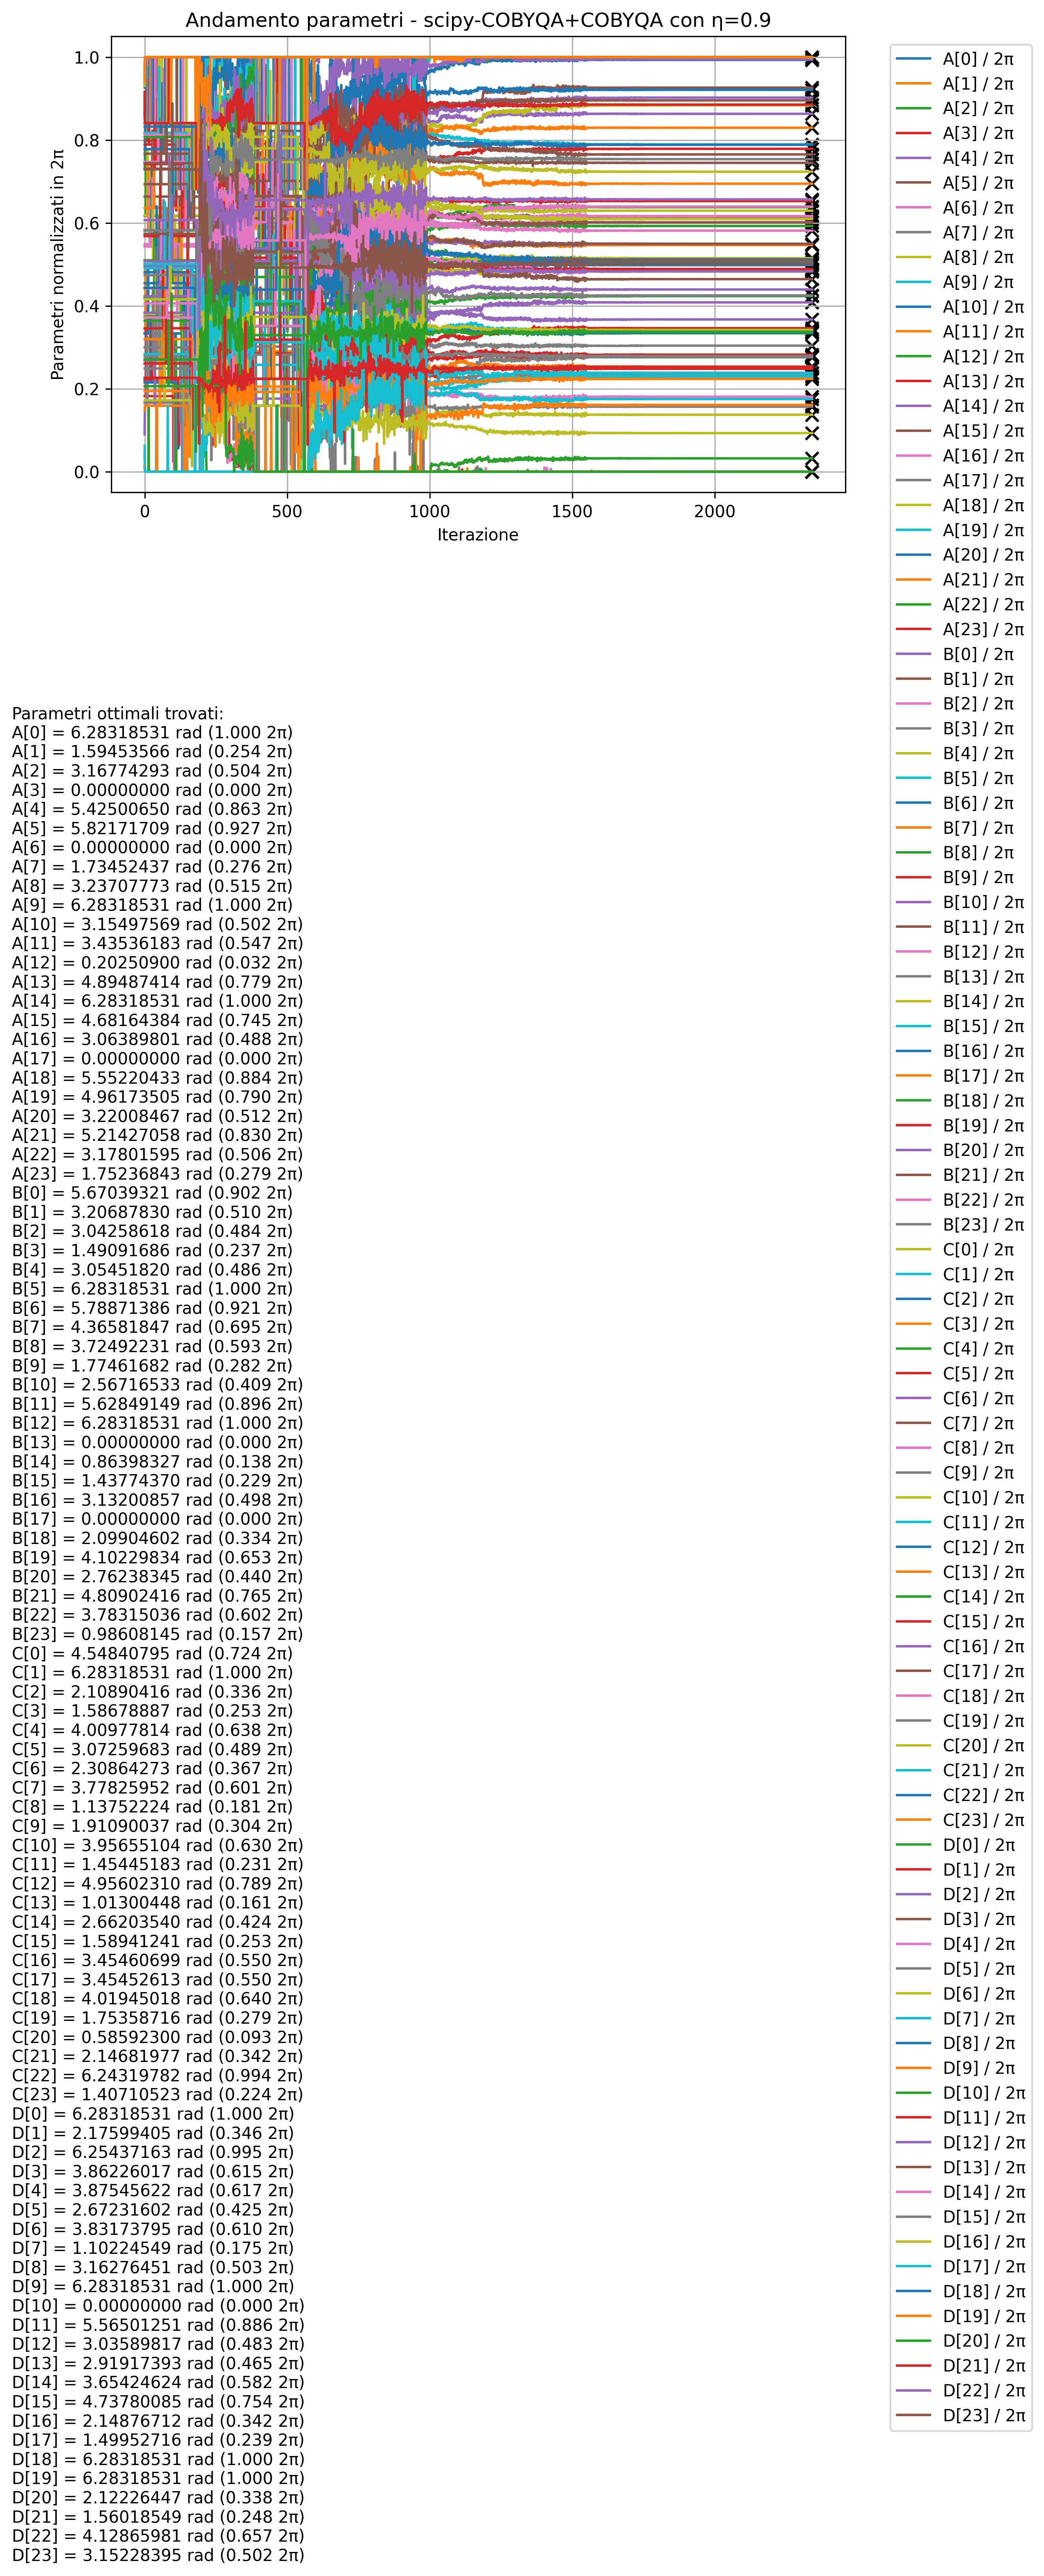 Andamento parametri - scipy-COBYQA+COBYQA con η=0.9
1.0
0.8
0.6
0.4
0.2
0.0
Parametri normalizzati in 2π
0
500
1000
1500
2000
Iterazione
A[0] / 2π
A[1] / 2π
A[2] / 2π
A[3] / 2π
A[4] / 2π
A[5] / 2π
A[6] / 2π
A[7] / 2π
A[8] / 2π
A[9] / 2π
A[10] / 2π
A[11] / 2π
A[12] / 2π
A[13] / 2π
A[14] / 2π
A[15] / 2π
A[16] / 2π
A[17] / 2π
A[18] / 2π
A[19] / 2π
A[20] / 2π
A[21] / 2π
A[22] / 2π
A[23] / 2π
B[0] / 2π
B[1] / 2π
B[2] / 2π
B[3] / 2π
B[4] / 2π
B[5] / 2π
B[6] / 2π
B[7] / 2π
B[8] / 2π
B[9] / 2π
B[10] / 2π
B[11] / 2π
B[12] / 2π
B[13] / 2π
B[14] / 2π
B[15] / 2π
B[16] / 2π
B[17] / 2π
B[18] / 2π
B[19] / 2π
B[20] / 2π
B[21] / 2π
B[22] / 2π
B[23] / 2π
C[0] / 2π
C[1] / 2π
C[2] / 2π
C[3] / 2π
C[4] / 2π
C[5] / 2π
C[6] / 2π
C[7] / 2π
C[8] / 2π
C[9] / 2π
C[10] / 2π
C[11] / 2π
C[12] / 2π
C[13] / 2π
C[14] / 2π
C[15] / 2π
C[16] / 2π
C[17] / 2π
C[18] / 2π
C[19] / 2π
C[20] / 2π
C[21] / 2π
C[22] / 2π
C[23] / 2π
D[0] / 2π
D[1] / 2π
D[2] / 2π
D[3] / 2π
D[4] / 2π
D[5] / 2π
D[6] / 2π
D[7] / 2π
D[8] / 2π
D[9] / 2π
D[10] / 2π
D[11] / 2π
D[12] / 2π
D[13] / 2π
D[14] / 2π
D[15] / 2π
D[16] / 2π
D[17] / 2π
D[18] / 2π
D[19] / 2π
D[20] / 2π
D[21] / 2π
D[22] / 2π
D[23] / 2π
Parametri ottimali trovati:
A[0] = 6.28318531 rad (1.000 2π)
A[1] = 1.59453566 rad (0.254 2π)
A[2] = 3.16774293 rad (0.504 2π)
A[3] = 0.00000000 rad (0.000 2π)
A[4] = 5.42500650 rad (0.863 2π)
A[5] = 5.82171709 rad (0.927 2π)
A[6] = 0.00000000 rad (0.000 2π)
A[7] = 1.73452437 rad (0.276 2π)
A[8] = 3.23707773 rad (0.515 2π)
A[9] = 6.28318531 rad (1.000 2π)
A[10] = 3.15497569 rad (0.502 2π)
A[11] = 3.43536183 rad (0.547 2π)
A[12] = 0.20250900 rad (0.032 2π)
A[13] = 4.89487414 rad (0.779 2π)
A[14] = 6.28318531 rad (1.000 2π)
A[15] = 4.68164384 rad (0.745 2π)
A[16] = 3.06389801 rad (0.488 2π)
A[17] = 0.00000000 rad (0.000 2π)
A[18] = 5.55220433 rad (0.884 2π)
A[19] = 4.96173505 rad (0.790 2π)
A[20] = 3.22008467 rad (0.512 2π)
A[21] = 5.21427058 rad (0.830 2π)
A[22] = 3.17801595 rad (0.506 2π)
A[23] = 1.75236843 rad (0.279 2π)
B[0] = 5.67039321 rad (0.902 2π)
B[1] = 3.20687830 rad (0.510 2π)
B[2] = 3.04258618 rad (0.484 2π)
B[3] = 1.49091686 rad (0.237 2π)
B[4] = 3.05451820 rad (0.486 2π)
B[5] = 6.28318531 rad (1.000 2π)
B[6] = 5.78871386 rad (0.921 2π)
B[7] = 4.36581847 rad (0.695 2π)
B[8] = 3.72492231 rad (0.593 2π)
B[9] = 1.77461682 rad (0.282 2π)
B[10] = 2.56716533 rad (0.409 2π)
B[11] = 5.62849149 rad (0.896 2π)
B[12] = 6.28318531 rad (1.000 2π)
B[13] = 0.00000000 rad (0.000 2π)
B[14] = 0.86398327 rad (0.138 2π)
B[15] = 1.43774370 rad (0.229 2π)
B[16] = 3.13200857 rad (0.498 2π)
B[17] = 0.00000000 rad (0.000 2π)
B[18] = 2.09904602 rad (0.334 2π)
B[19] = 4.10229834 rad (0.653 2π)
B[20] = 2.76238345 rad (0.440 2π)
B[21] = 4.80902416 rad (0.765 2π)
B[22] = 3.78315036 rad (0.602 2π)
B[23] = 0.98608145 rad (0.157 2π)
C[0] = 4.54840795 rad (0.724 2π)
C[1] = 6.28318531 rad (1.000 2π)
C[2] = 2.10890416 rad (0.336 2π)
C[3] = 1.58678887 rad (0.253 2π)
C[4] = 4.00977814 rad (0.638 2π)
C[5] = 3.07259683 rad (0.489 2π)
C[6] = 2.30864273 rad (0.367 2π)
C[7] = 3.77825952 rad (0.601 2π)
C[8] = 1.13752224 rad (0.181 2π)
C[9] = 1.91090037 rad (0.304 2π)
C[10] = 3.95655104 rad (0.630 2π)
C[11] = 1.45445183 rad (0.231 2π)
C[12] = 4.95602310 rad (0.789 2π)
C[13] = 1.01300448 rad (0.161 2π)
C[14] = 2.66203540 rad (0.424 2π)
C[15] = 1.58941241 rad (0.253 2π)
C[16] = 3.45460699 rad (0.550 2π)
C[17] = 3.45452613 rad (0.550 2π)
C[18] = 4.01945018 rad (0.640 2π)
C[19] = 1.75358716 rad (0.279 2π)
C[20] = 0.58592300 rad (0.093 2π)
C[21] = 2.14681977 rad (0.342 2π)
C[22] = 6.24319782 rad (0.994 2π)
C[23] = 1.40710523 rad (0.224 2π)
D[0] = 6.28318531 rad (1.000 2π)
D[1] = 2.17599405 rad (0.346 2π)
D[2] = 6.25437163 rad (0.995 2π)
D[3] = 3.86226017 rad (0.615 2π)
D[4] = 3.87545622 rad (0.617 2π)
D[5] = 2.67231602 rad (0.425 2π)
D[6] = 3.83173795 rad (0.610 2π)
D[7] = 1.10224549 rad (0.175 2π)
D[8] = 3.16276451 rad (0.503 2π)
D[9] = 6.28318531 rad (1.000 2π)
D[10] = 0.00000000 rad (0.000 2π)
D[11] = 5.56501251 rad (0.886 2π)
D[12] = 3.03589817 rad (0.483 2π)
D[13] = 2.91917393 rad (0.465 2π)
D[14] = 3.65424624 rad (0.582 2π)
D[15] = 4.73780085 rad (0.754 2π)
D[16] = 2.14876712 rad (0.342 2π)
D[17] = 1.49952716 rad (0.239 2π)
D[18] = 6.28318531 rad (1.000 2π)
D[19] = 6.28318531 rad (1.000 2π)
D[20] = 2.12226447 rad (0.338 2π)
D[21] = 1.56018549 rad (0.248 2π)
D[22] = 4.12865981 rad (0.657 2π)
D[23] = 3.15228395 rad (0.502 2π)